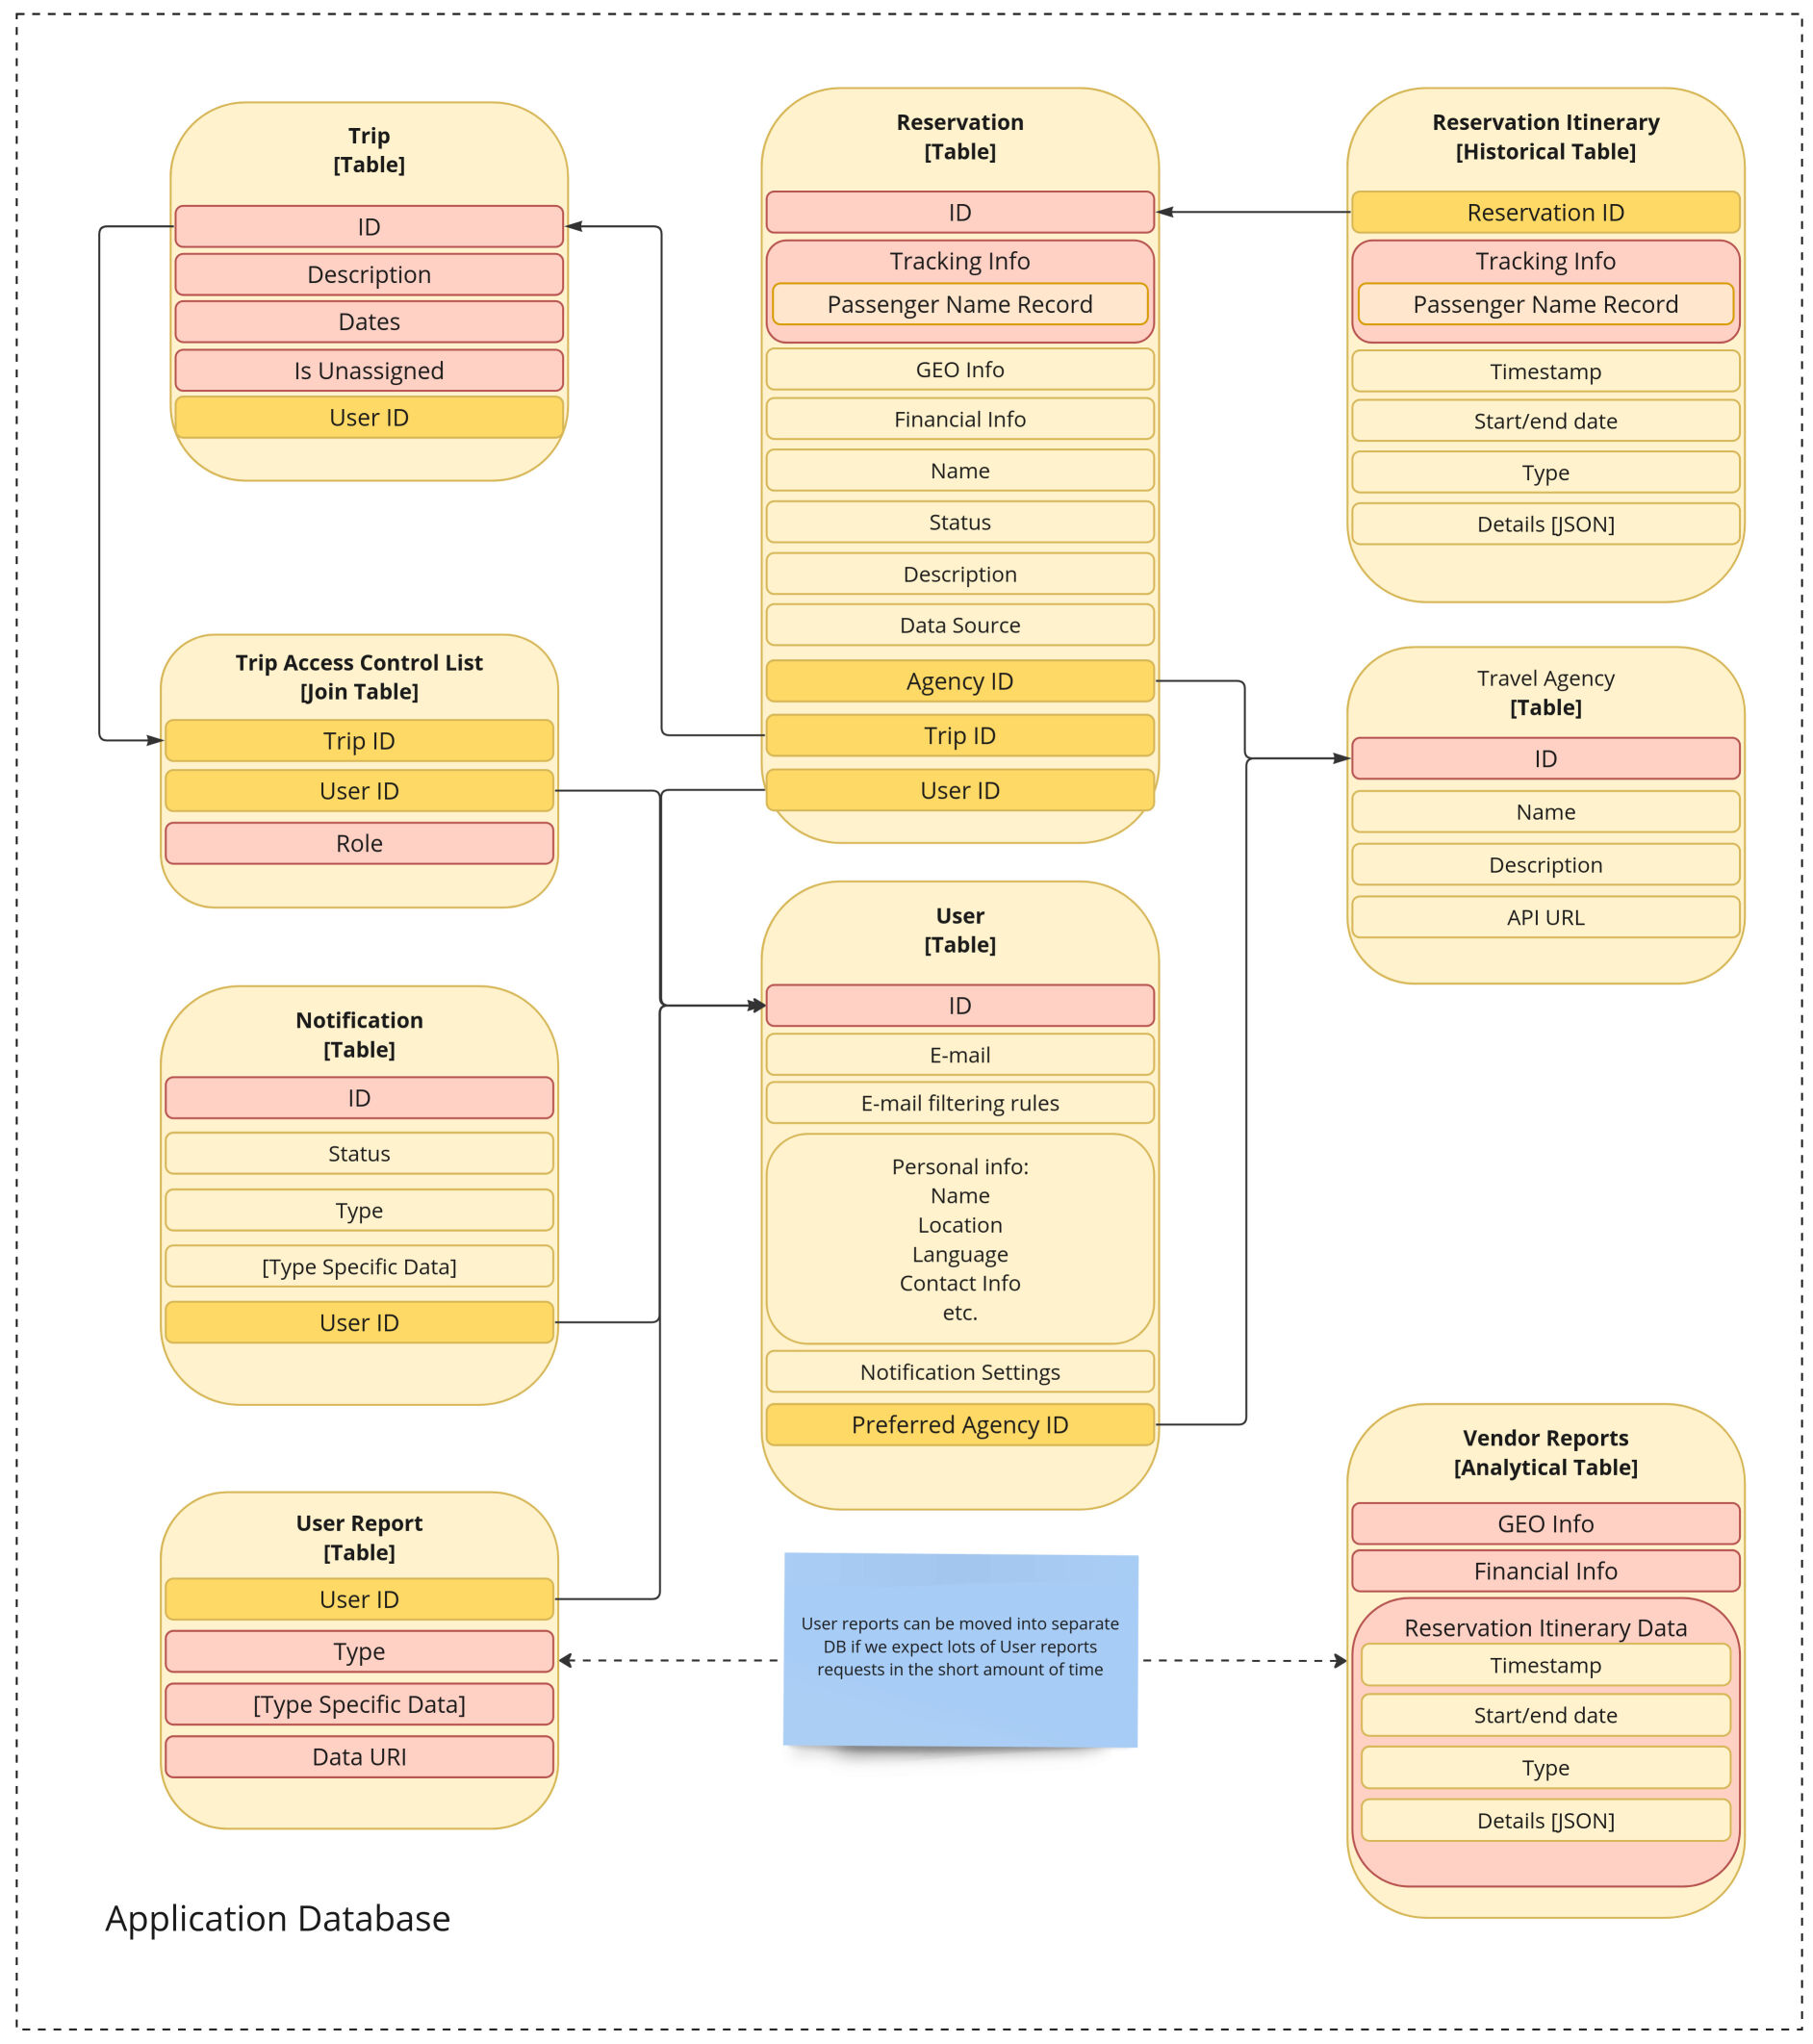 Trip
[Table]
ID
Description
Dates
Is Unassigned
User ID
Reservation
[Table]
ID
Tracking Info
Passenger Name Record
GEO Info
Financial Info
Name
Status
Description
Data Source
Agency ID
Trip ID
User ID
Reservation Itinerary
[Historical Table]
Reservation ID
Tracking Info
Passenger Name Record
Timestamp
Start/end date
Type
Details [JSON]
Trip Access Control List
[Join Table]
Trip ID
User ID
Role
Travel Agency
[Table]
ID
Name
Description
API URL
User
[Table]
ID
E-mail
E-mail filtering rules
Personal info:
Name
Location
Language
Contact Info
etc.
Notification Settings
Preferred Agency ID
Notification
[Table]
ID
Status
Type
[Type Specific Data]
User ID
User Report
[Table]
User ID
Type
[Type Specific Data]
Data URI
User reports can be moved into separate
DB if we expect lots of User reports
requests in the short amount of time
Vendor Reports
[Analytical Table]
GEO Info
Financial Info
Reservation Itinerary Data
Timestamp
Start/end date
Type
Details [JSON]
Application Database